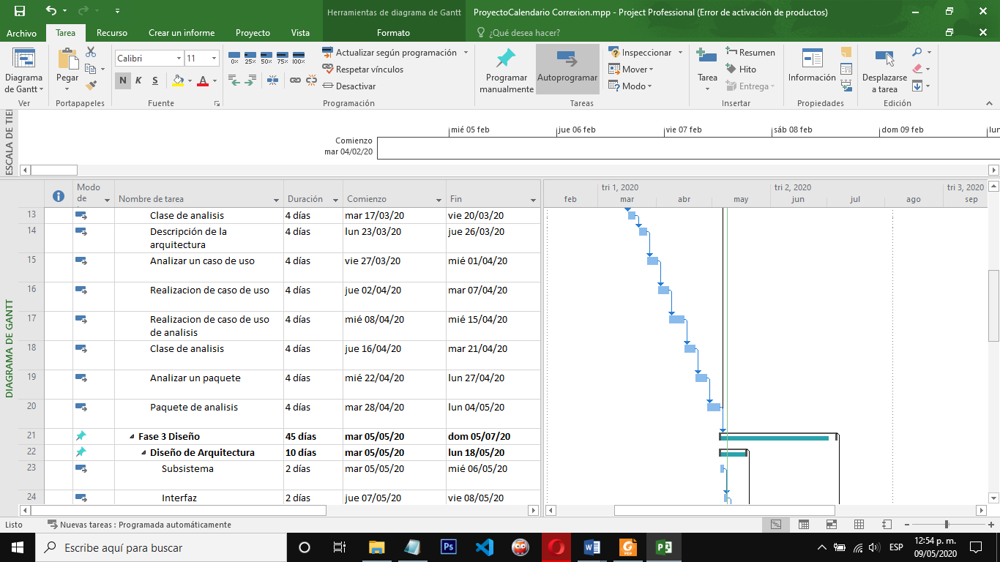 Herramientas de diagrama de Gantt
ProyectoCalendario Correxion.mpp - Project Professional (Error de activación de productos)
Archivo Tarea Recurso Crear un informe Proyecto Vista Formato ¿Qué desea hacer?
Diagrama de Gantt
Ver
Pegar
Portapapeles
Calibri 11
N K S A
Fuente
0% 25% 50% 75% 100%
Actualizar según programación
Respetar vínculos
Desactivar
Programación
Programar manualmente
Autoprogramar
Inspeccionar
Mover
Modo
Tareas
Tarea
Resumen
Hito
Entrega
Insertar
Información
Propiedades
Desplazarse a tarea
Edición
ESCALA DE TIE
mié 05 feb jue 06 feb vie 07 feb sáb 08 feb dom 09 feb lun
Comienzo
mar 04/02/20
DIAGRAMA DE GANTT
Modo de Nombre de tarea Duración Comienzo Fin
tri 1, 2020 tri 2, 2020 tri 3, 2020
feb mar abr may jun jul ago sep
13 Clase de analisis 4 días mar 17/03/20 vie 20/03/20
14 Descripción de la arquitectura 4 días lun 23/03/20 jue 26/03/20
15 Analizar un caso de uso 4 días vie 27/03/20 mié 01/04/20
16 Realizacion de caso de uso 4 días jue 02/04/20 mar 07/04/20
17 Realizacion de caso de uso de analisis 4 días mié 08/04/20 mié 15/04/20
18 Clase de analisis 4 días jue 16/04/20 mar 21/04/20
19 Analizar un paquete 4 días mié 22/04/20 lun 27/04/20
20 Paquete de analisis 4 días mar 28/04/20 lun 04/05/20
21 Fase 3 Diseño 45 días mar 05/05/20 dom 05/07/20
22 Diseño de Arquitectura 10 días mar 05/05/20 lun 18/05/20
23 Subsistema 2 días mar 05/05/20 mié 06/05/20
24 Interfaz 2 días jue 07/05/20 vie 08/05/20
Listo Nuevas tareas : Programada automáticamente
Escribe aquí para buscar
Ps
PDF
ESP
12:54 p. m.
09/05/2020